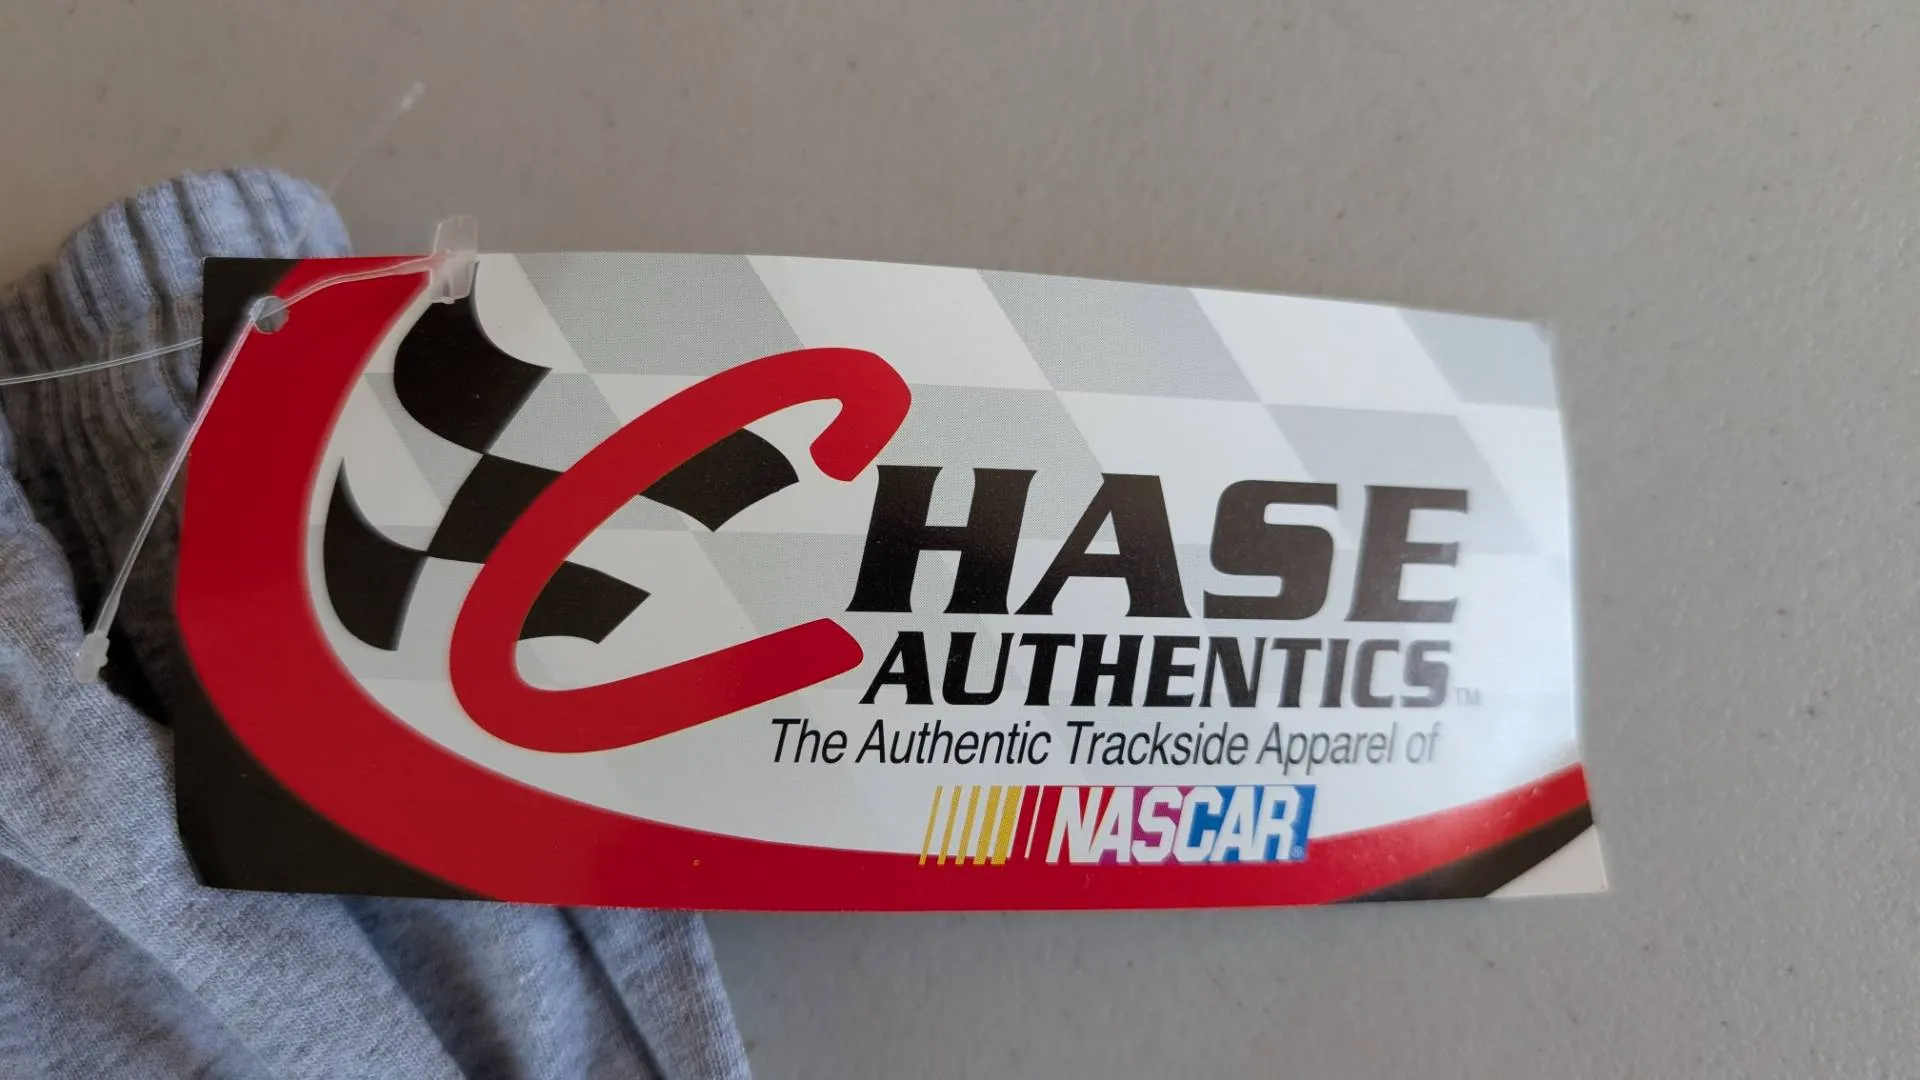 CHASE
AUTHENTICS™
The Authentic Trackside Apparel of
NASCAR®